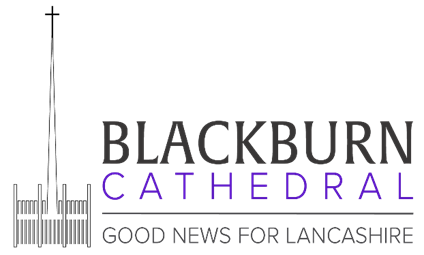 BLACKBURN
CATHEDRAL
GOOD NEWS FOR LANCASHIRE